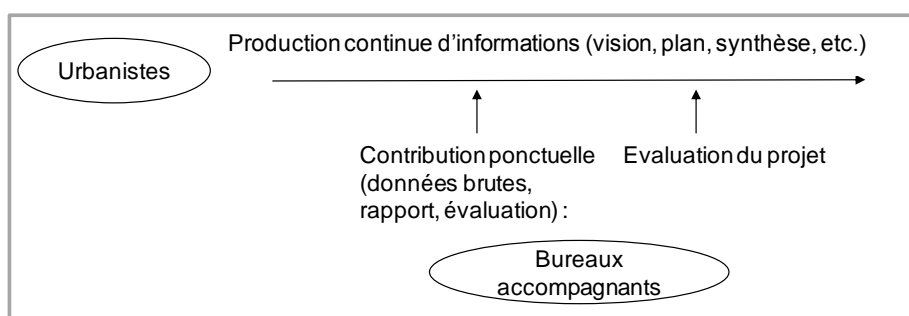 Production continue d'informations (vision, plan, synthèse, etc.)
Urbanistes
Contribution ponctuelle
(données brutes,
rapport, évaluation) :
Evaluation du projet
Bureaux
accompagnants